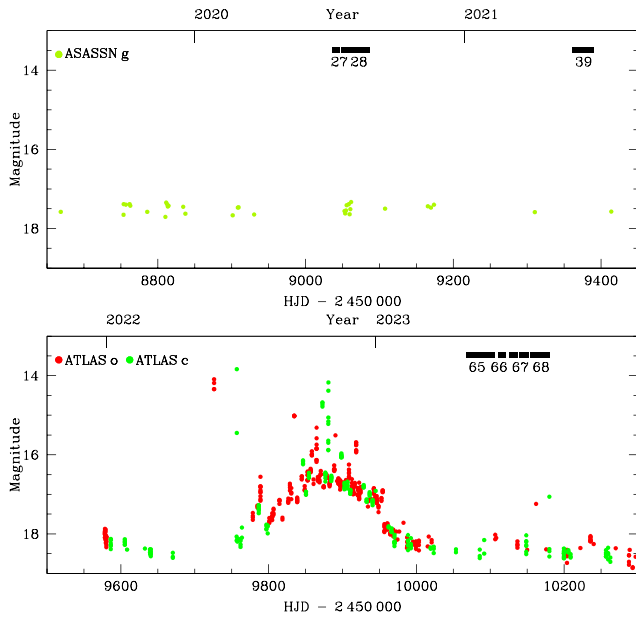 2020 Year 2021
ASASSN g
27 28 39
14
16
18
Magnitude
8800 9000 9200 9400
HJD − 2 450 000
2022 Year 2023
ATLAS o ATLAS c
65 66 67 68
14
16
18
Magnitude
9600 9800 10000 10200
HJD − 2 450 000